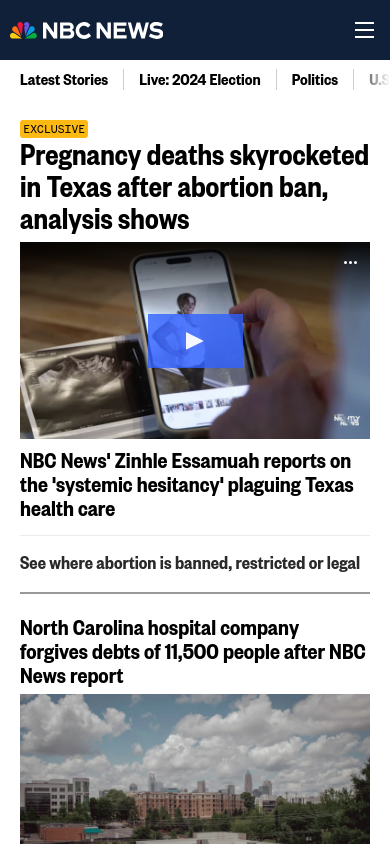 NBC NEWS
Latest Stories
Live: 2024 Election
Politics
U.S
EXCLUSIVE
Pregnancy deaths skyrocketed
in Texas after abortion ban,
analysis shows
NIGHTLY
NEWS
NBC News' Zinhle Essamuah reports on
the 'systemic hesitancy' plaguing Texas
health care
See where abortion is banned, restricted or legal
North Carolina hospital company
forgives debts of 11,500 people after NBC
News report